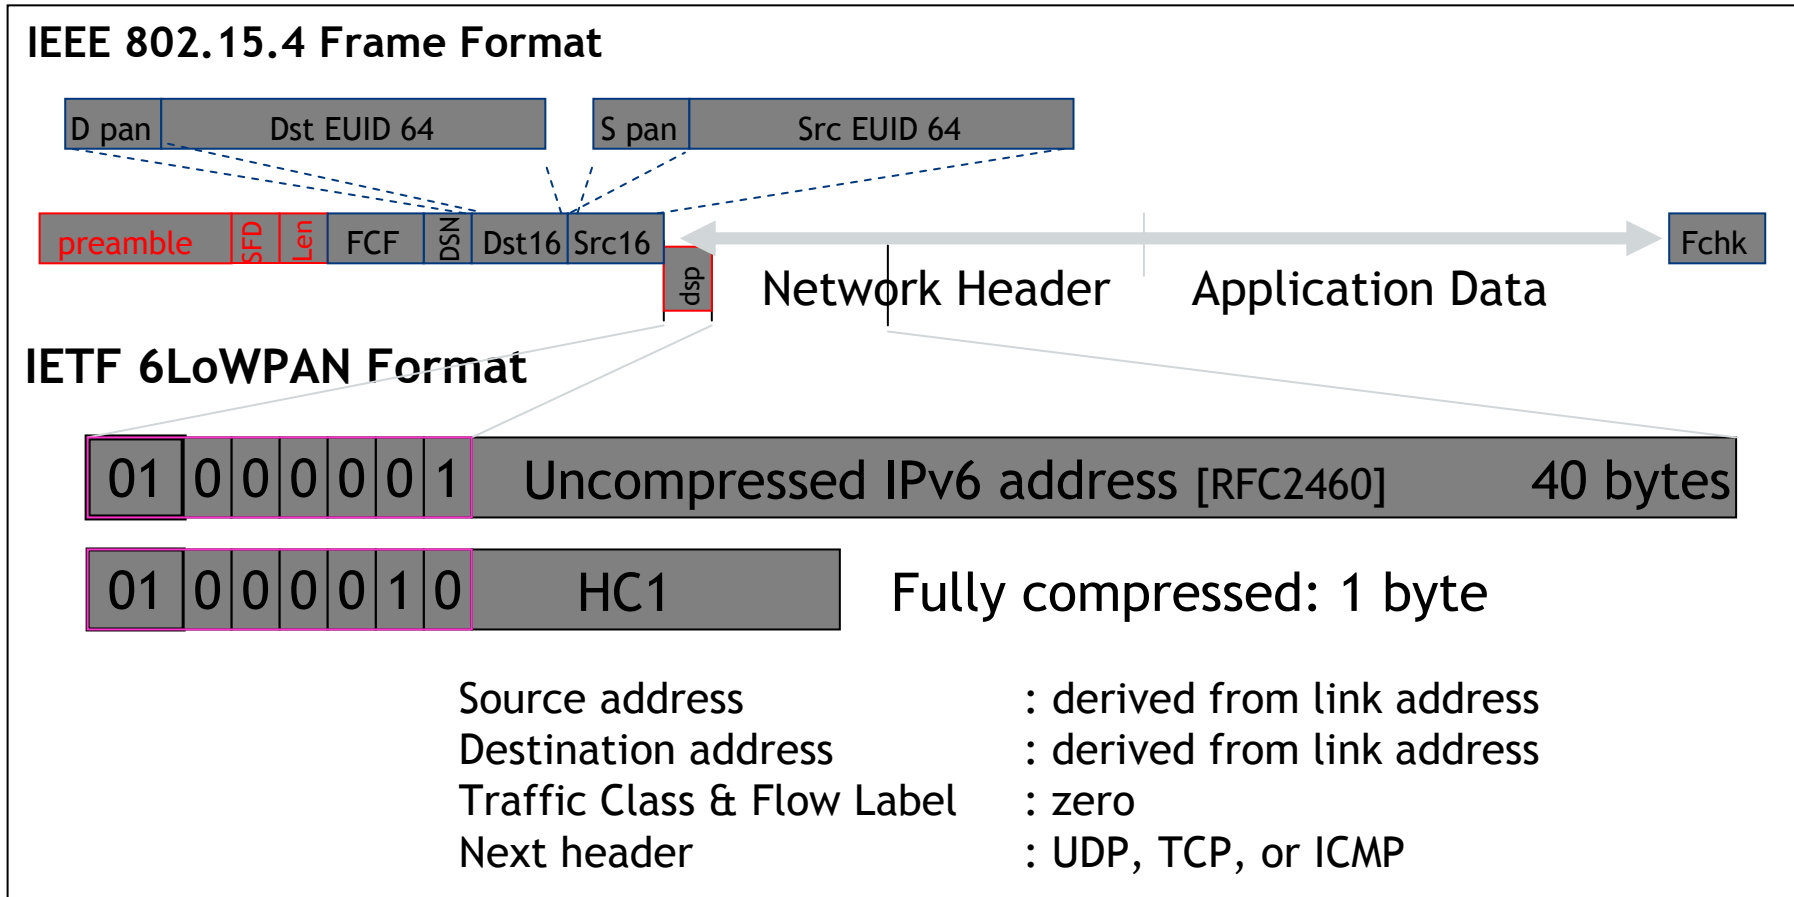 IEEE 802.15.4 Frame Format
D pan Dst EUID 64 S pan Src EUID 64
preamble SFD Len FCF DSN Dst16 Src16 Fchk
dsp Network Header Application Data
IETF 6LoWPAN Format
01 0 0 0 0 0 1 Uncompressed IPv6 address [RFC2460] 40 bytes
01 0 0 0 0 1 0 HC1 Fully compressed: 1 byte
Source address : derived from link address
Destination address : derived from link address
Traffic Class & Flow Label : zero
Next header : UDP, TCP, or ICMP